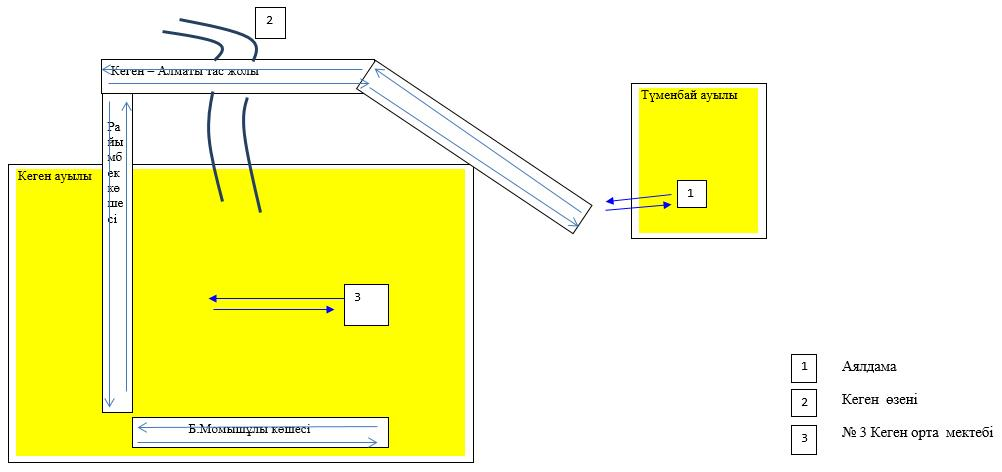 2
Кеген – Алматы тас жолы
Түменбай ауылы
Ра
йы
мб
ек
кө
ше
сі
Кеген ауылы
1
3
Б.Момышұлы көшесі
1 Аялдама
2 Кеген өзені
3 № 3 Кеген орта мектебі